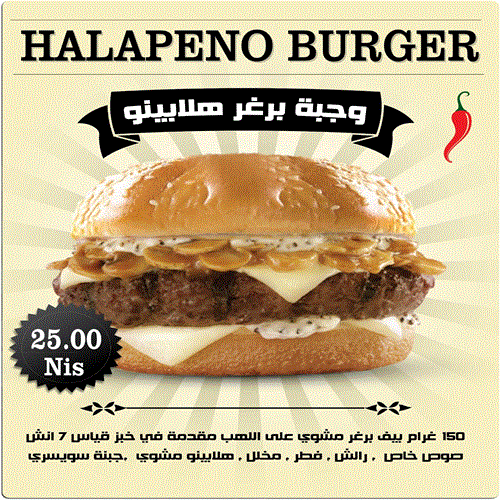 HALAPENO BURGER
وجبة برغر هلابينو
25.00
Nis
150 غرام بيف برغر مشوي على اللهب مقدمة في خبز قياس 7 انش
صوص خاص , رالش , فطر , مخلل , هلابينو مشوي , جبنة سويسري